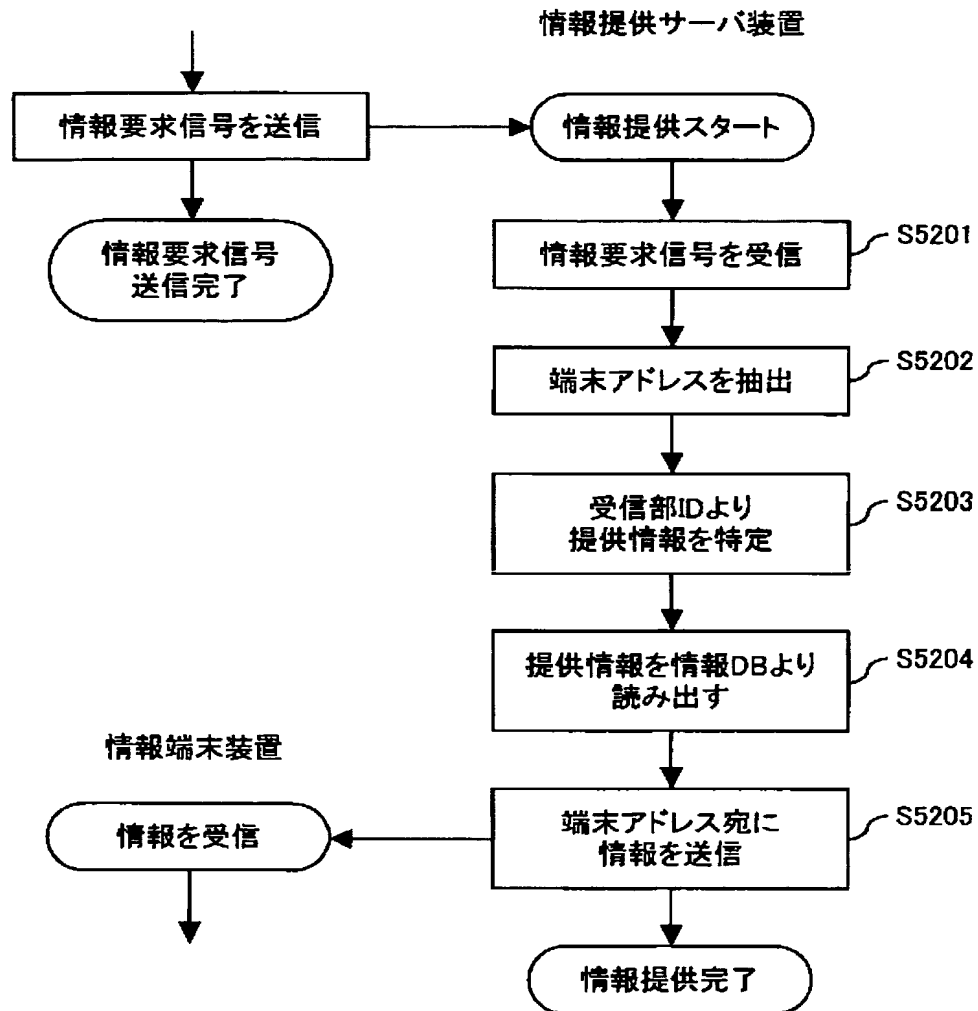 情報提供サーバ装置
情報要求信号を送信
情報提供スタート
情報要求信号
送信完了
情報要求信号を受信
S5201
端末アドレスを抽出
S5202
受信部IDより
提供情報を特定
S5203
提供情報を情報DBより
読み出す
S5204
情報端末装置
情報を受信
端末アドレス宛に
情報を送信
S5205
情報提供完了